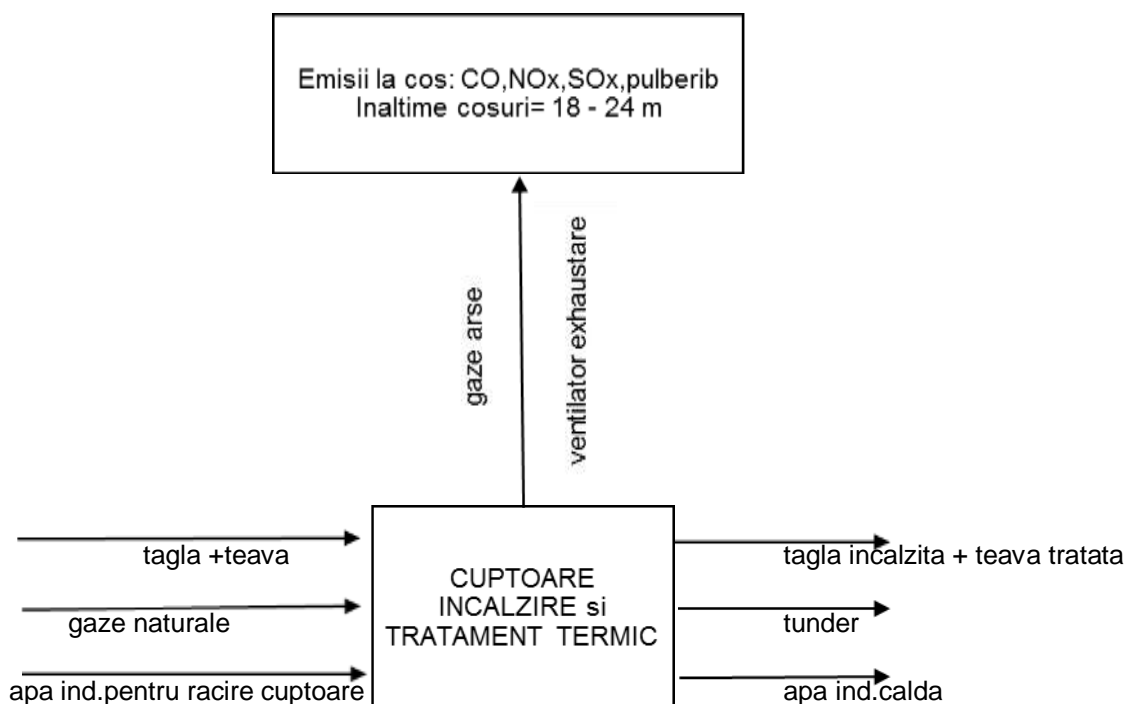 Emisii la cos: CO,NOx,SOx,pulberib
Inaltime cosuri= 18 - 24 m
gaze arse
ventilator exhaustare
tagla +teava
gaze naturale
apa ind.pentru racire cuptoare
CUPTOARE
INCALZIRE si
TRATAMENT TERMIC
tagla incalzita + teava tratata
tunder
apa ind.calda